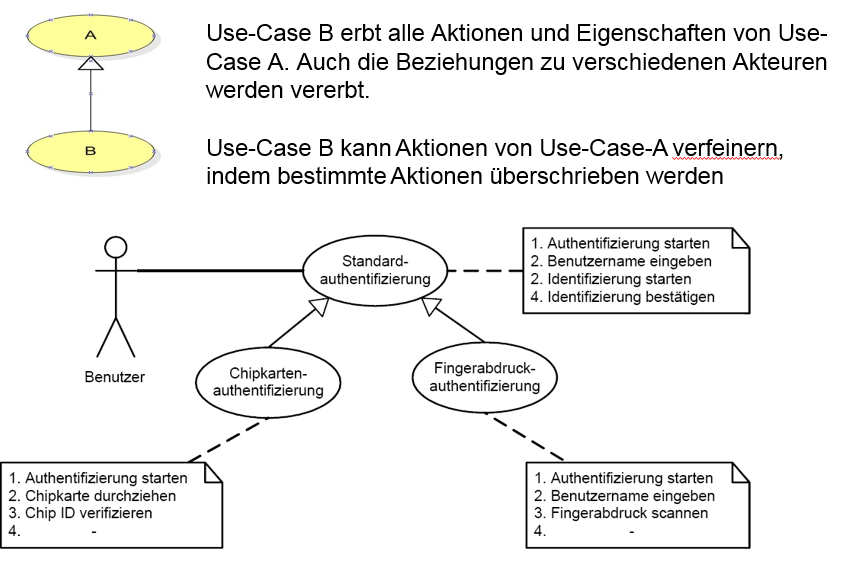 A
Use-Case B erbt alle Aktionen und Eigenschaften von Use-
Case A. Auch die Beziehungen zu verschiedenen Akteuren
werden vererbt.
B
Use-Case B kann Aktionen von Use-Case-A verfeinern,
indem bestimmte Aktionen überschrieben werden
Standard-
authentifizierung
1. Authentifizierung starten
2. Benutzername eingeben
2. Identifizierung starten
4. Identifizierung bestätigen
Benutzer
Chipkarten-
authentifizierung
Fingerabdruck-
authentifizierung
1. Authentifizierung starten
2. Chipkarte durchziehen
3. Chip ID verifizieren
4. -
1. Authentifizierung starten
2. Benutzername eingeben
3. Fingerabdruck scannen
4. -